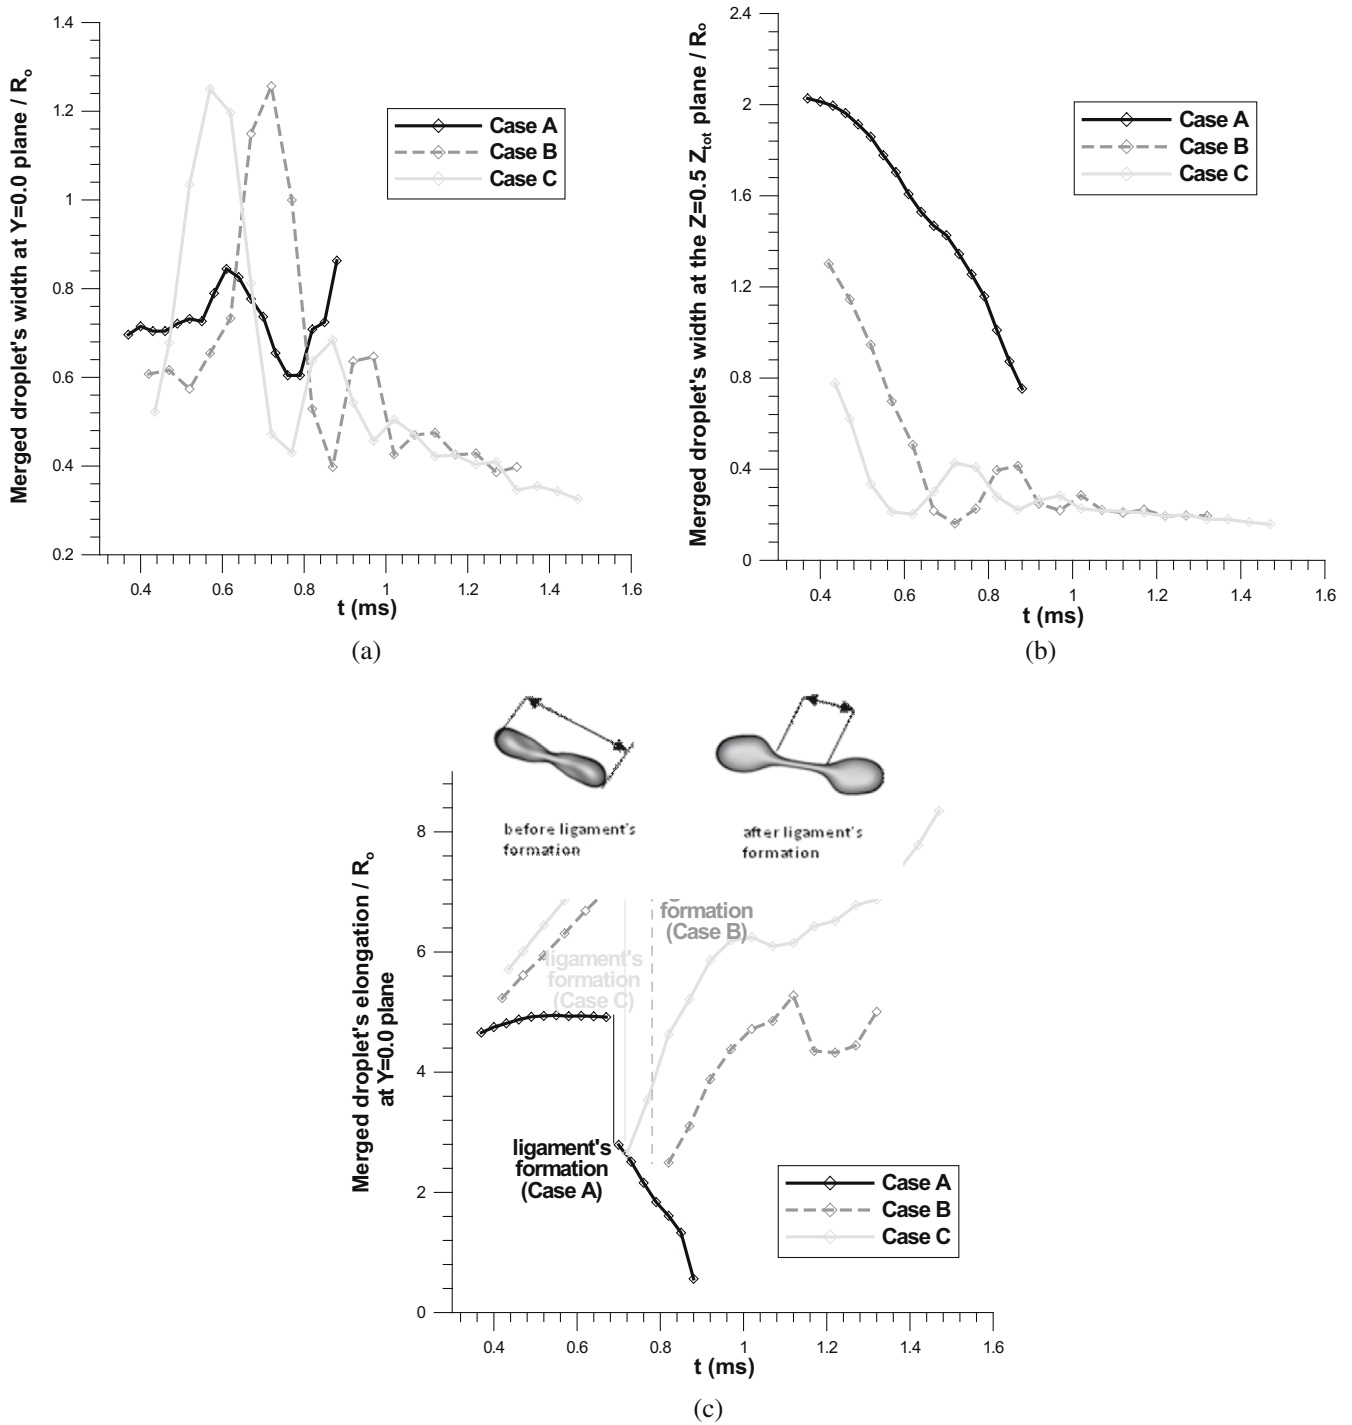 1.4
1.2
1
0.8
0.6
0.4
0.2
Merged droplet's width at Y=0.0 plane / Ro
Case A
Case B
Case C
0.4 0.6 0.8 1 1.2 1.4 1.6
t (ms)
(a)
2.4
2
1.6
1.2
0.8
0.4
0
Merged droplet's width at the Z=0.5 Ztot plane / Ro
Case A
Case B
Case C
0.4 0.6 0.8 1 1.2 1.4 1.6
t (ms)
(b)
before ligament's
formation
after ligament's
formation
8
6
4
2
0
Merged droplet's elongation / Ro
at Y=0.0 plane
formation
(Case B)
ligament's
formation
(Case C)
ligament's
formation
(Case A)
Case A
Case B
Case C
0.4 0.6 0.8 1 1.2 1.4 1.6
t (ms)
(c)